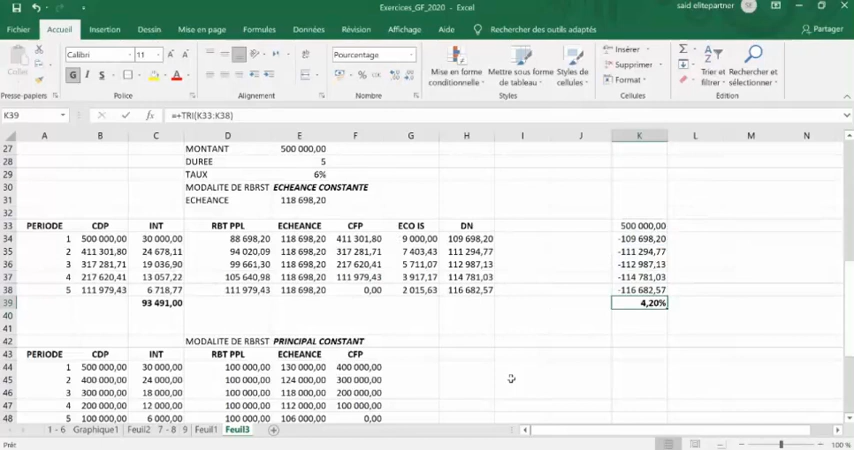 Exercices_GF_2020 - Excel
said elitepartner
SE
Fichier Accueil Insertion Dessin Mise en page Formules Données Révision Affichage Aide Rechercher des outils adaptés Partager
Coller
Calibri 11
G I S
Pourcentage
Mise en forme conditionnelle
Mettre sous forme de tableau
Styles de cellules
Insérer
Supprimer
Format
Trier et filtrer
Rechercher et sélectionner
Presse-papiers Police Alignement Nombre Styles Cellules Édition
K39 =+TRI(K33:K38)
A B C D E F G H I J K L M N
27 MONTANT 500 000,00
28 DUREE 5
29 TAUX 6%
30 MODALITE DE RBRST ECHEANCE CONSTANTE
31 ECHEANCE 118 698,20
32
33 PERIODE CDP INT RBT PPL ECHEANCE CFP ECO IS DN 500 000,00
34 1 500 000,00 30 000,00 88 698,20 118 698,20 411 301,80 9 000,00 109 698,20 -109 698,20
35 2 411 301,80 24 678,11 94 020,09 118 698,20 317 281,71 7 403,43 111 294,77 -111 294,77
36 3 317 281,71 19 036,90 99 661,30 118 698,20 217 620,41 5 711,07 112 987,13 -112 987,13
37 4 217 620,41 13 057,22 105 640,98 118 698,20 111 979,43 3 917,17 114 781,03 -114 781,03
38 5 111 979,43 6 718,77 111 979,43 118 698,20 0,00 2 015,63 116 682,57 -116 682,57
39 93 491,00 4,20%
40
41
42 MODALITE DE RBRST PRINCIPAL CONSTANT
43 PERIODE CDP INT RBT PPL ECHEANCE CFP
44 1 500 000,00 30 000,00 100 000,00 130 000,00 400 000,00
45 2 400 000,00 24 000,00 100 000,00 124 000,00 300 000,00
46 3 300 000,00 18 000,00 100 000,00 118 000,00 200 000,00
47 4 200 000,00 12 000,00 100 000,00 112 000,00 100 000,00
48 5 100 000,00 6 000,00 100 000,00 106 000,00 0,00
1 - 6 Graphique1 Feuil2 7 - 8 9 Feuil1 Feuil3
Prêt 100 %